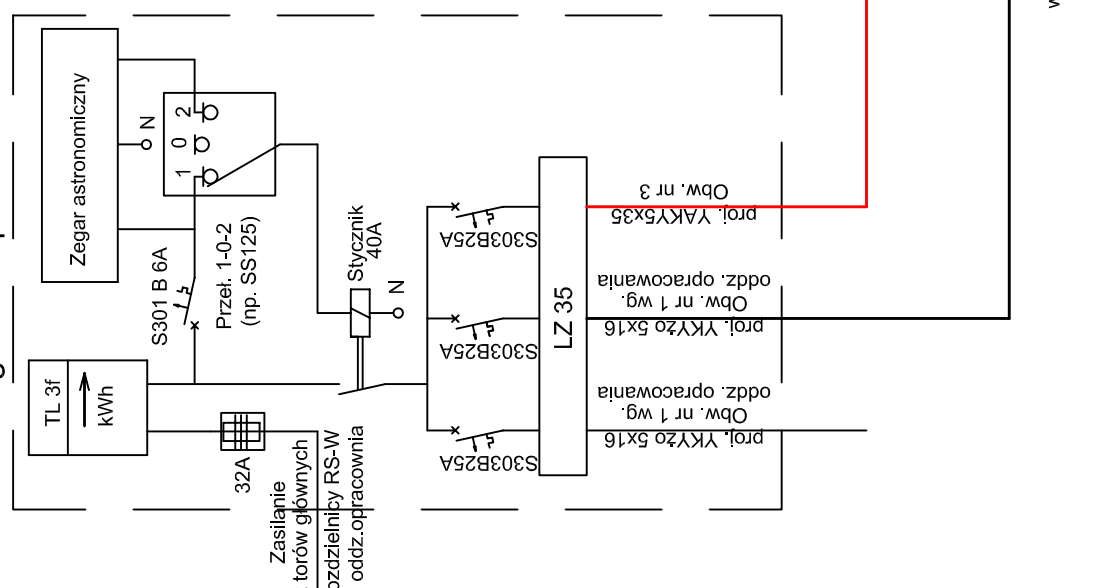 Zegar astronomiczny
N
1 0 2
S301 B 6A
Przeł. 1-0-2
(np. SS125)
Stycznik
40A
N
TL 3f
kWh
32A
Zasilanie
torów głównych
ozdzielnicy RS-W
oddz.opracownia
S303B25A
S303B25A
S303B25A
LZ 35
proj. YAKY5x35
Obw. nr 3
proj. YKYżo 5x16
Obw. nr 1 wg.
oddz. opracowania
proj. YKYżo 5x16
Obw. nr 1 wg.
oddz. opracowania